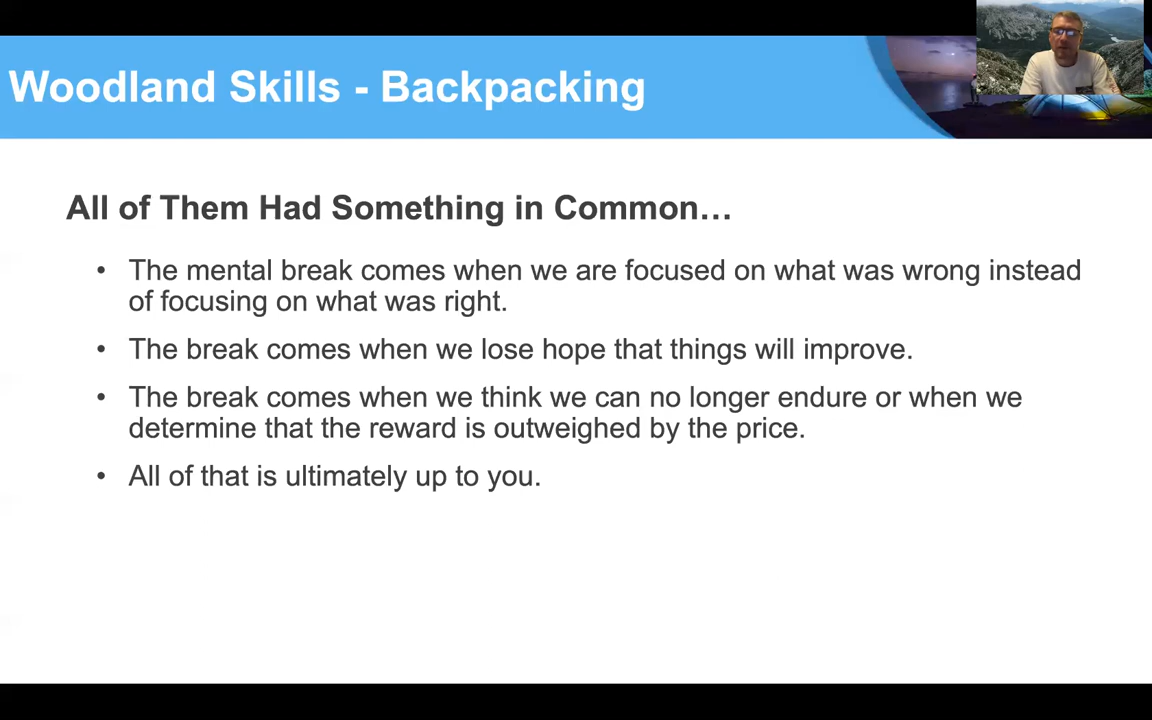 Woodland Skills - Backpacking
All of Them Had Something in Common…
• The mental break comes when we are focused on what was wrong instead
of focusing on what was right.
• The break comes when we lose hope that things will improve.
• The break comes when we think we can no longer endure or when we
determine that the reward is outweighed by the price.
• All of that is ultimately up to you.